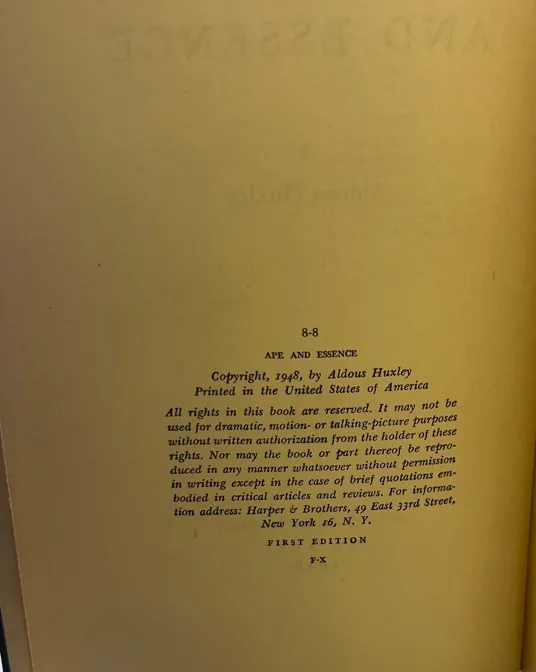 8-8
APE AND ESSENCE
Copyright, 1948, by Aldous Huxley
Printed in the United States of America
All rights in this book are reserved. It may not be
used for dramatic, motion- or talking-picture purposes
without written authorization from the holder of these
rights. Nor may the book or part thereof be repro-
duced in any manner whatsoever without permission
in writing except in the case of brief quotations em-
bodied in critical articles and reviews. For informa-
tion address: Harper & Brothers, 49 East 33rd Street,
New York 16, N. Y.
FIRST EDITION
F-X